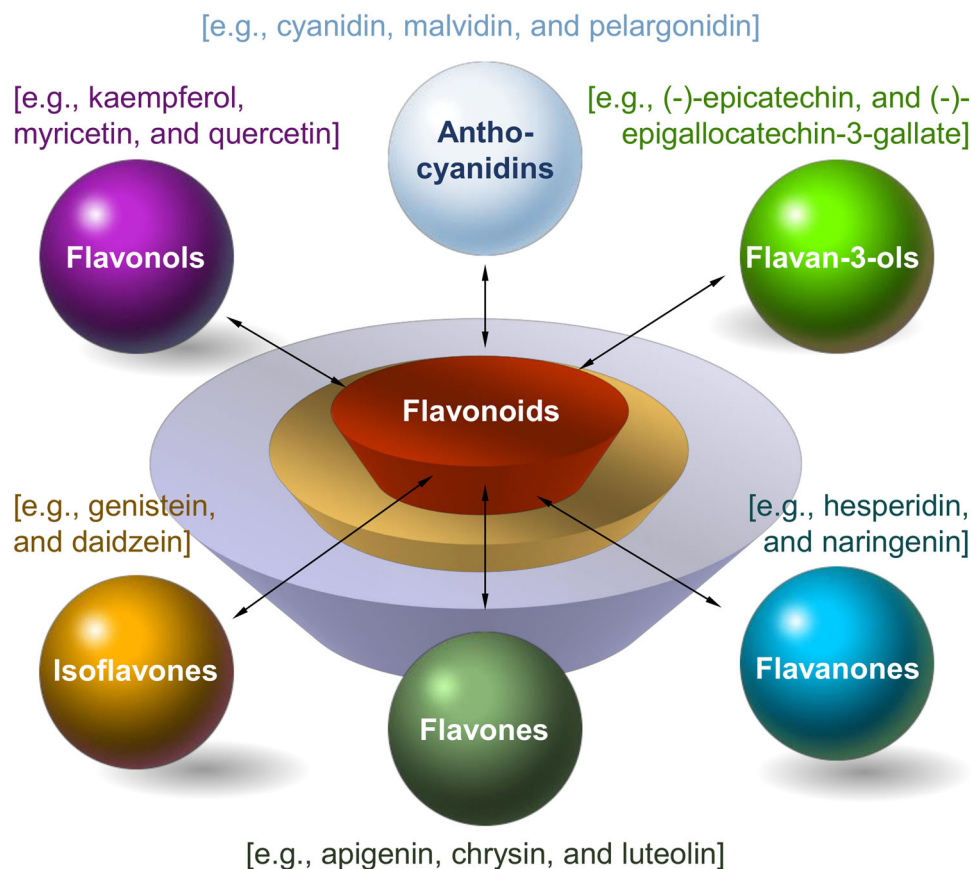 [e.g., cyanidin, malvidin, and pelargonidin]
[e.g., kaempferol,
myricetin, and quercetin]
Antho-
cyanidins
[e.g., (-)-epicatechin, and (-)-
epigallocatechin-3-gallate]
Flavonols
Flavan-3-ols
Flavonoids
[e.g., genistein,
and daidzein]
[e.g., hesperidin,
and naringenin]
Isoflavones
Flavones
Flavanones
[e.g., apigenin, chrysin, and luteolin]